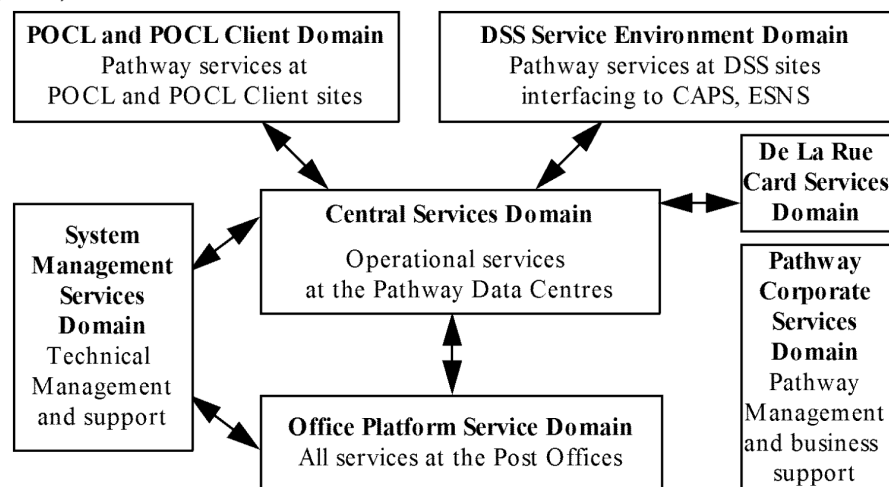 POCL and POCL Client Domain
Pathway services at
POCL and POCL Client sites
DSS Service Environment Domain
Pathway services at DSS sites
interfacing to CAPS, ESNS
De La Rue
Card Services
Domain
Central Services Domain
Operational services
at the Pathway Data Centres
System
Management
Services
Domain
Technical
Management
and support
Pathway
Corporate
Services
Domain
Pathway
Management
and business
support
Office Platform Service Domain
All services at the Post Offices